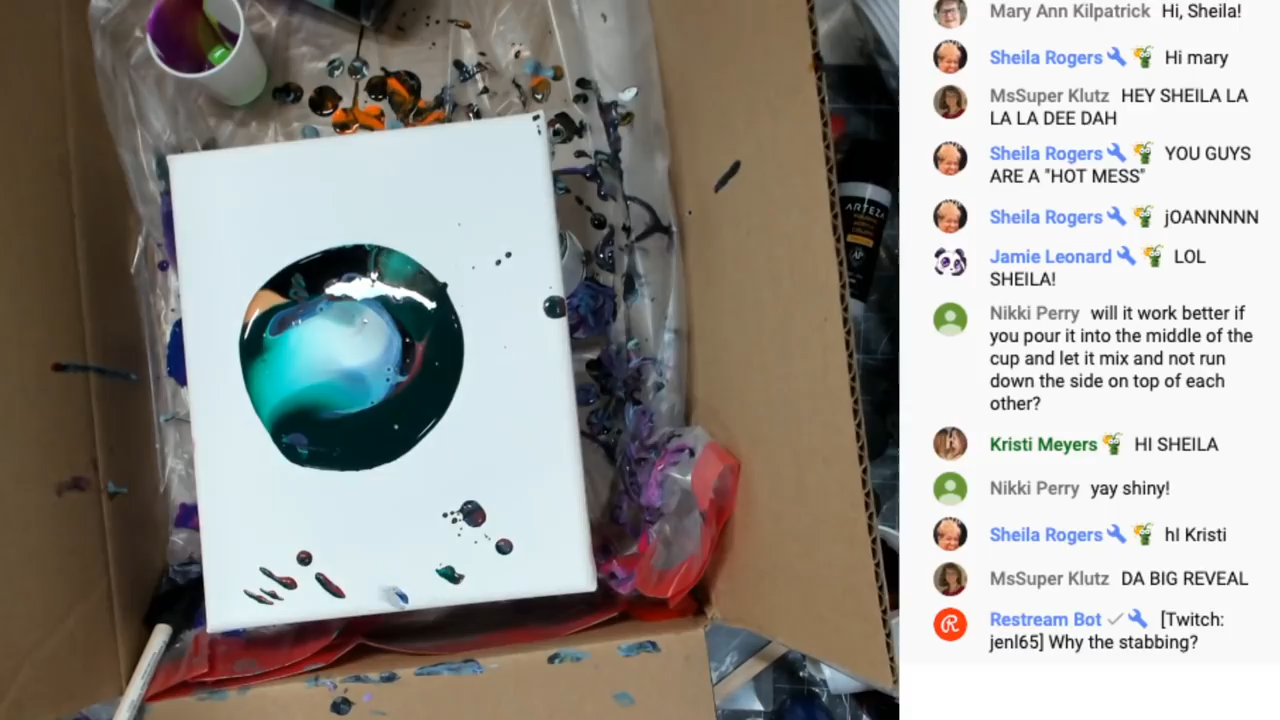 Mary Ann Kilpatrick Hi, Sheila!
Sheila Rogers Hi mary
MsSuper Klutz HEY SHEILA LA
LA LA DEE DAH
Sheila Rogers YOU GUYS
ARE A "HOT MESS"
Sheila Rogers jOANNNNN
Jamie Leonard LOL
SHEILA!
Nikki Perry will it work better if
you pour it into the middle of the
cup and let it mix and not run
down the side on top of each
other?
Kristi Meyers HI SHEILA
Nikki Perry yay shiny!
Sheila Rogers hI Kristi
MsSuper Klutz DA BIG REVEAL
Restream Bot [Twitch:
jenl65] Why the stabbing?
ARTEZA